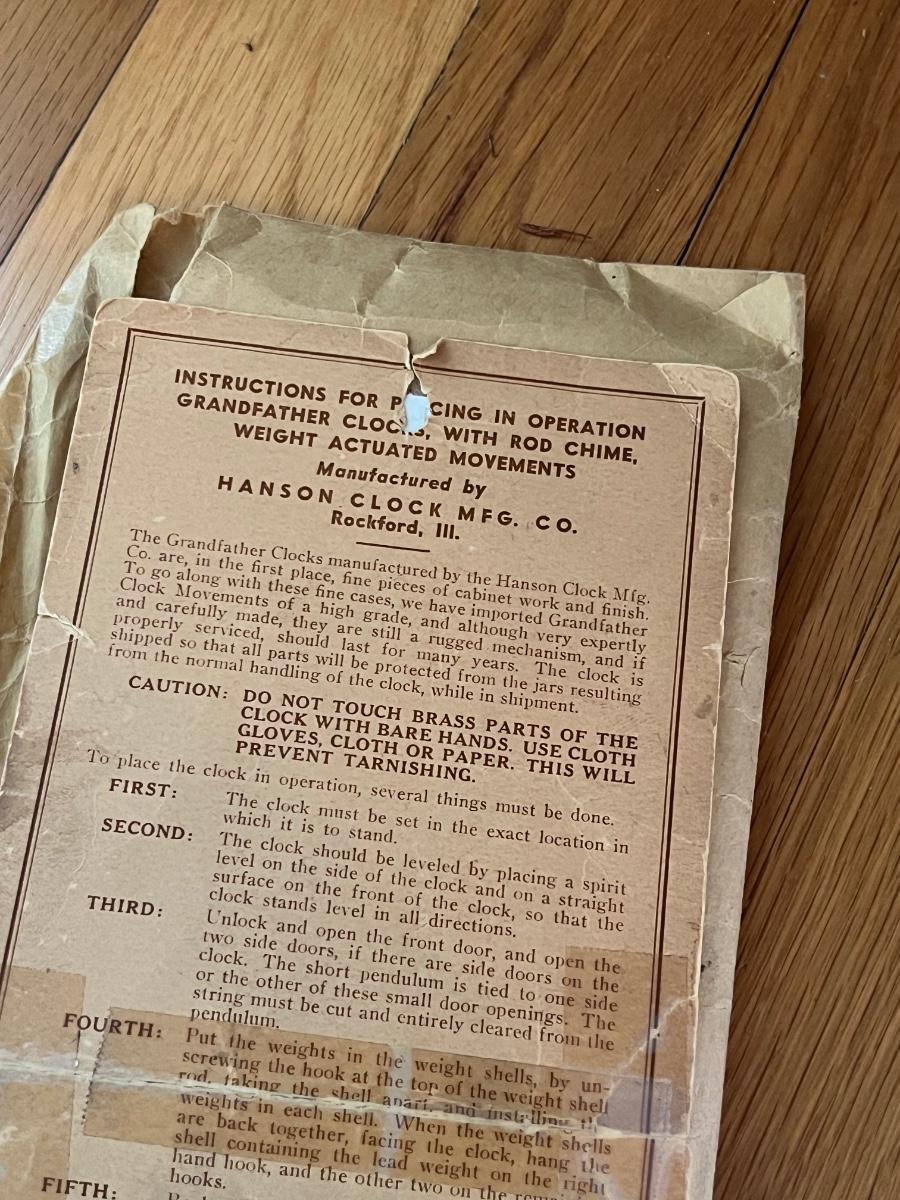 INSTRUCTIONS FOR P CING IN OPERATION
GRANDFATHER CLOCKS, WITH ROD CHIME,
WEIGHT ACTUATED MOVEMENTS
Manufactured by
HANSON CLOCK MFG. CO.
Rockford, Ill.
The Grandfather Clocks manufactured by the Hanson Clock Mfg.
Co. are, in the first place, fine pieces of cabinet work and finish.
To go along with these fine cases, we have imported Grandfather
Clock Movements of a high grade, and although very expertly
and carefully made, they are still a rugged mechanism, and if
properly serviced, should last for many years. The clock is
shipped so that all parts will be protected from the jars resulting
from the normal handling of the clock, while in shipment.
CAUTION: DO NOT TOUCH BRASS PARTS OF THE
CLOCK WITH BARE HANDS. USE CLOTH
GLOVES, CLOTH OR PAPER. THIS WILL
PREVENT TARNISHING.
To place the clock in operation, several things must be done.
FIRST: The clock must be set in the exact location in
which it is to stand.
SECOND: The clock should be leveled by placing a spirit
level on the side of the clock and on a straight
surface on the front of the clock, so that the
clock stands level in all directions.
THIRD: Unlock and open the front door, and open the
two side doors, if there are side doors on the
clock. The short pendulum is tied to one side
or the other of these small door openings. The
string must be cut and entirely cleared from the
pendulum.
FOURTH: Put the weights in the weight shells, by un-
screwing the hook at the top of the weight shell
rod, taking the shell apart, and installing th
weights in each shell. When the weight shells
are back together, facing the clock, hang the
shell containing the lead weight on the right
hand hook, and the other two on the
hooks.
FIFTH: